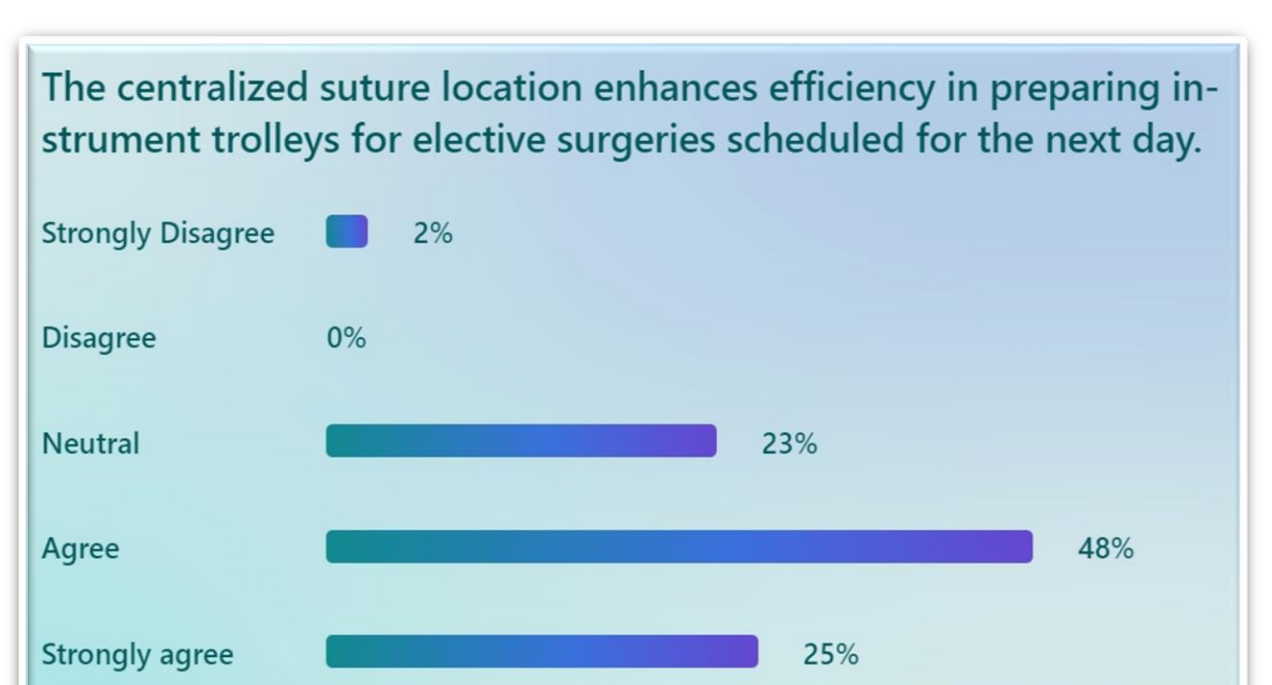 The centralized suture location enhances efficiency in preparing in-
strument trolleys for elective surgeries scheduled for the next day.
Strongly Disagree 2%
Disagree 0%
Neutral 23%
Agree 48%
Strongly agree 25%